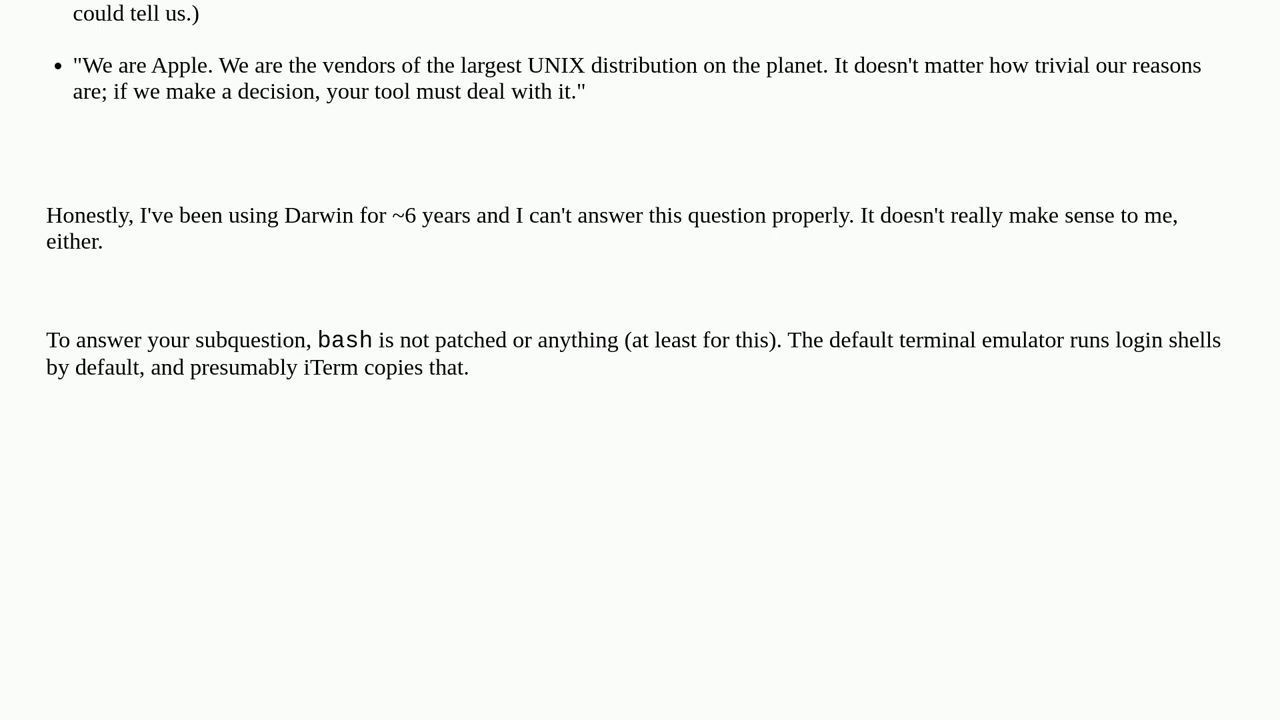 could tell us.)
• "We are Apple. We are the vendors of the largest UNIX distribution on the planet. It doesn't matter how trivial our reasons
are; if we make a decision, your tool must deal with it."
Honestly, I've been using Darwin for ~6 years and I can't answer this question properly. It doesn't really make sense to me,
either.
To answer your subquestion, bash is not patched or anything (at least for this). The default terminal emulator runs login shells
by default, and presumably iTerm copies that.